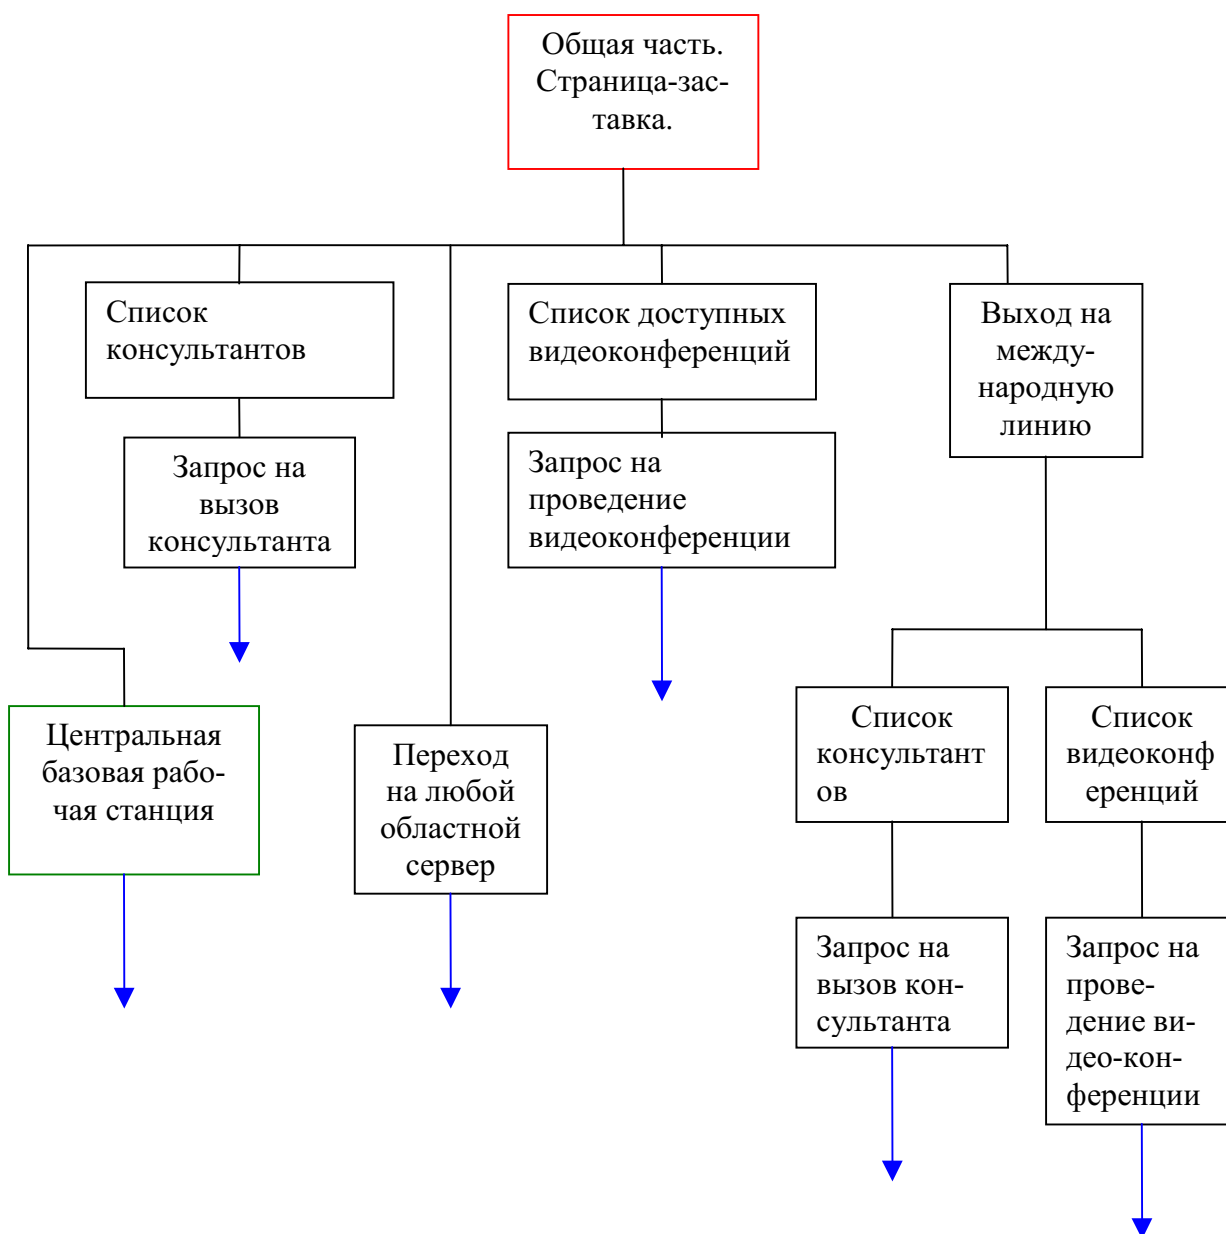 Общая часть.
Страница-зас-
тавка.
Список
консультантов
Список доступных
видеоконференций
Выход на
между-
народную
линию
Запрос на
вызов
консультанта
Запрос на
проведение
видеоконференции
Центральная
базовая рабо-
чая станция
Переход
на любой
областной
сервер
Список
консультант
ов
Список
видеоконф
еренций
Запрос на
вызов кон-
сультанта
Запрос на
прове-
дение ви-
део-кон-
ференции